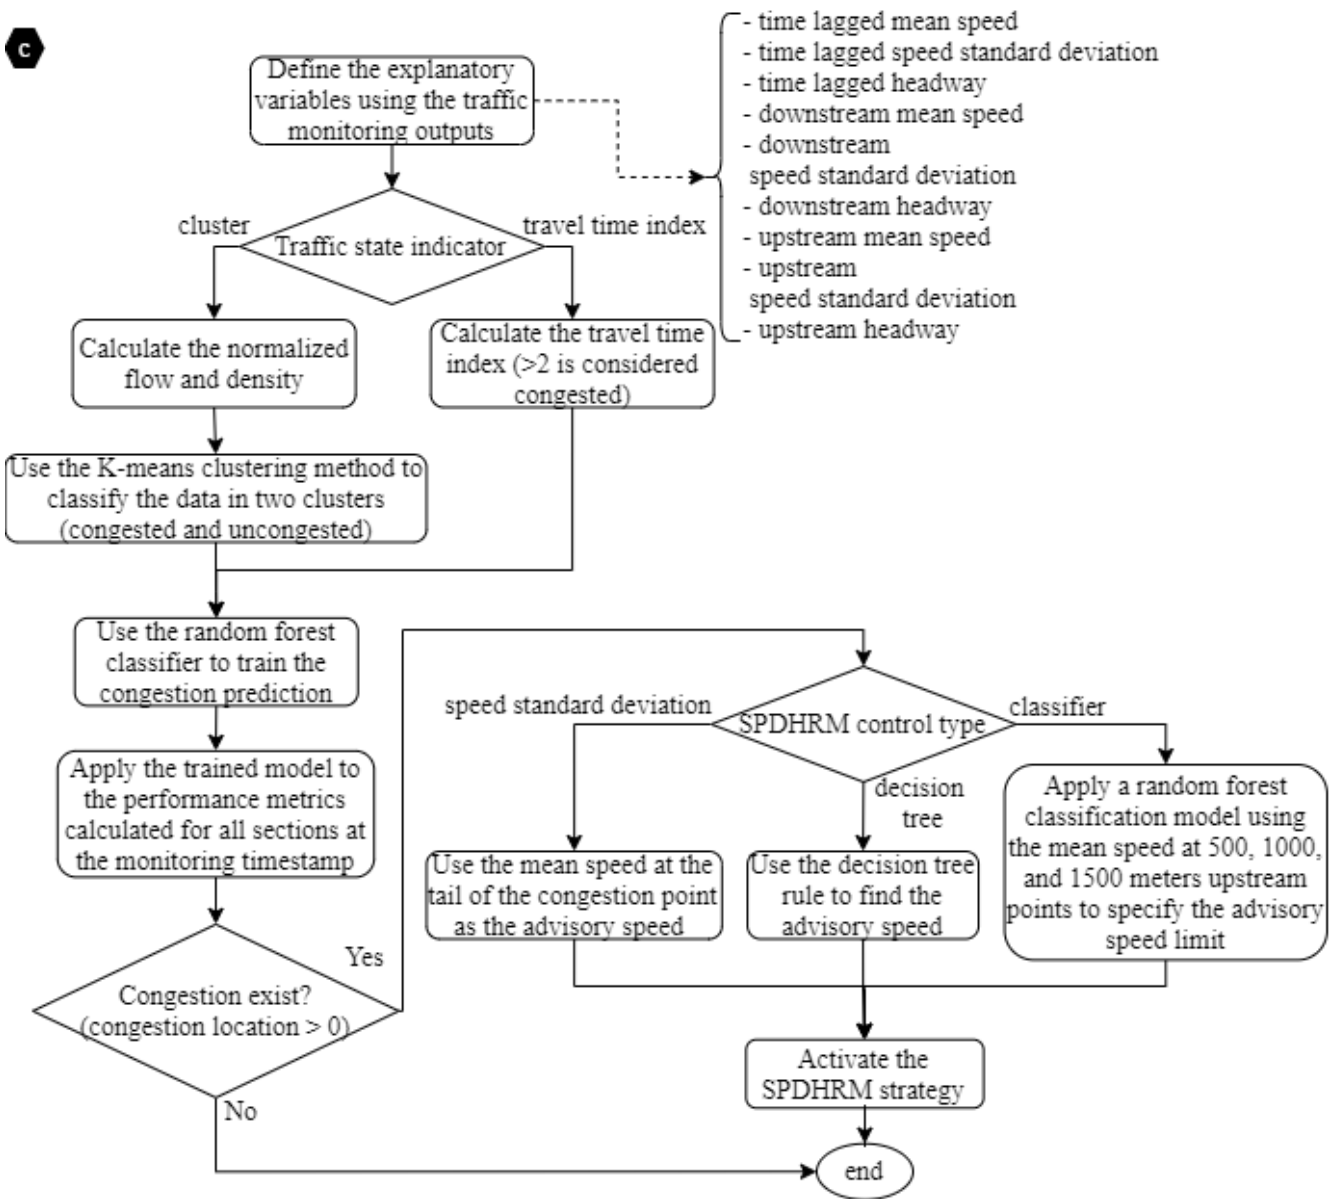 C
Define the explanatory
variables using the traffic
monitoring outputs
- time lagged mean speed
- time lagged speed standard deviation
- time lagged headway
- downstream mean speed
- downstream
speed standard deviation
- downstream headway
- upstream mean speed
- upstream
speed standard deviation
- upstream headway
cluster
Traffic state indicator
travel time index
Calculate the normalized
flow and density
Calculate the travel time
index (>2 is considered
congested)
Use the K-means clustering method to
classify the data in two clusters
(congested and uncongested)
Use the random forest
classifier to train the
congestion prediction
Apply the trained model to
the performance metrics
calculated for all sections at
the monitoring timestamp
Congestion exist?
(congestion location > 0)
Yes
No
speed standard deviation
SPDHRM control type
classifier
decision
tree
Use the mean speed at the
tail of the congestion point
as the advisory speed
Use the decision tree
rule to find the
advisory speed
Apply a random forest
classification model using
the mean speed at 500, 1000,
and 1500 meters upstream
points to specify the advisory
speed limit
Activate the
SPDHRM strategy
end